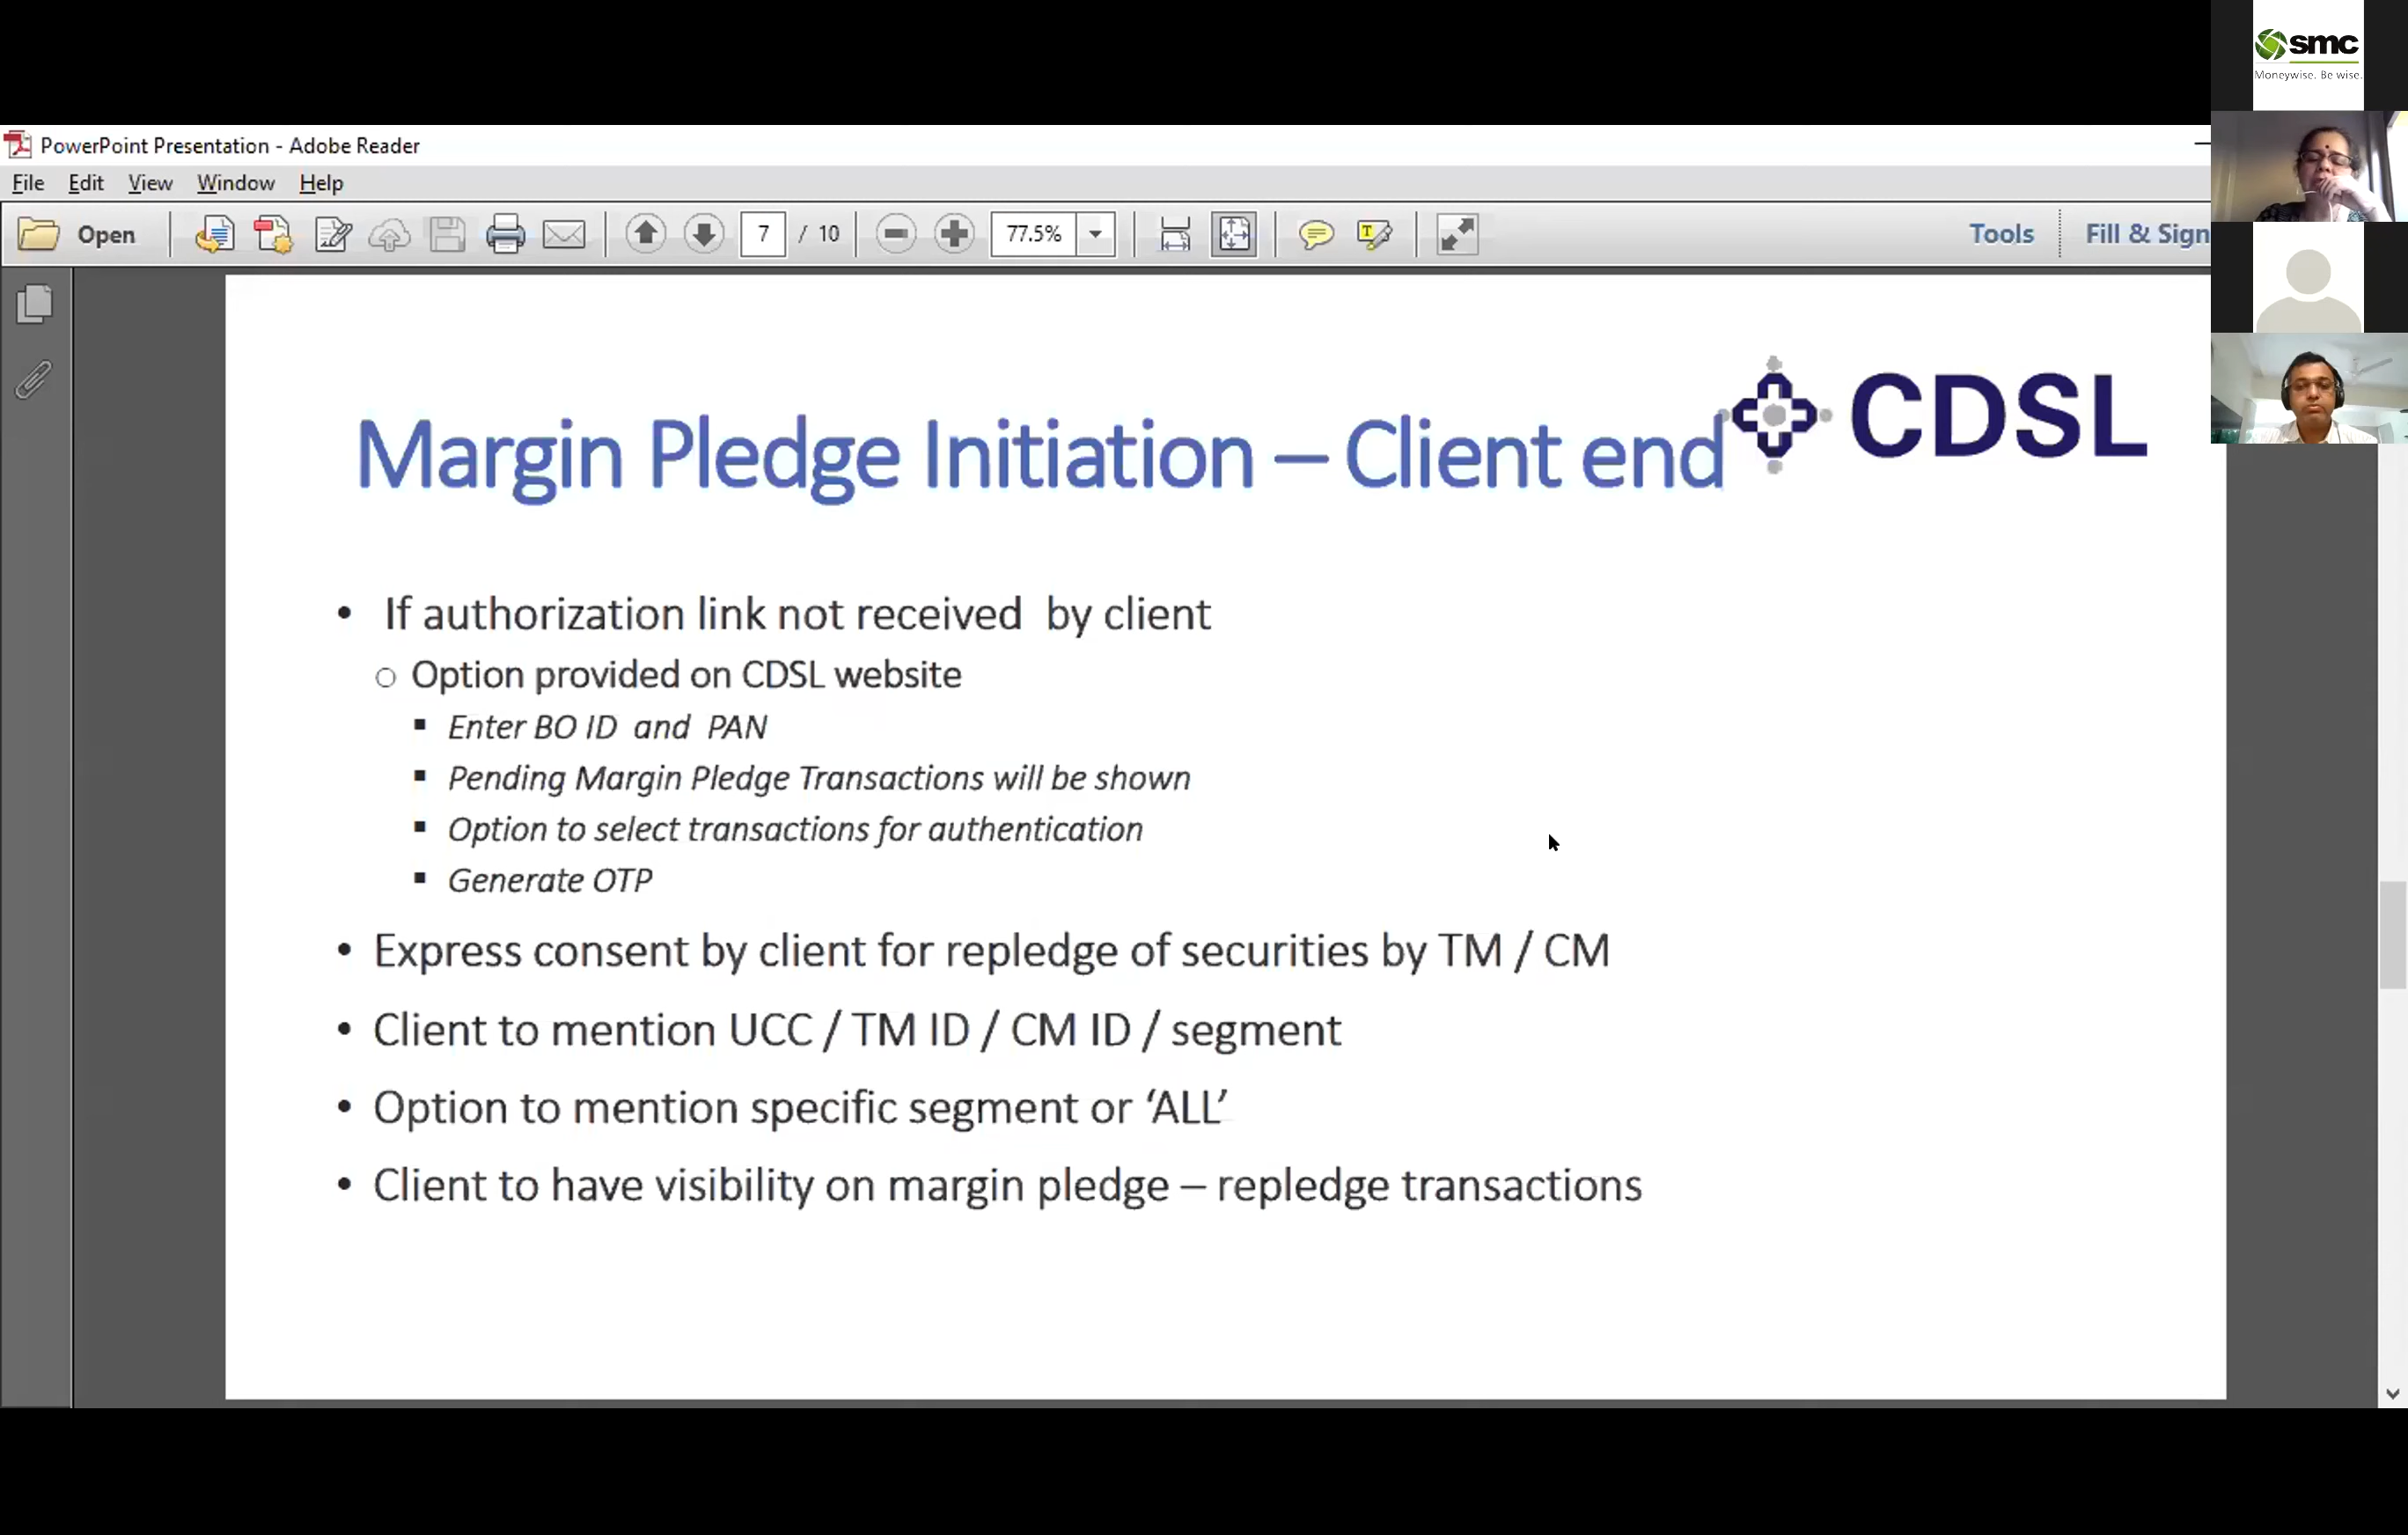 smc
Moneywise. Be wise.
PowerPoint Presentation - Adobe Reader
File Edit View Window Help
Open 7 / 10 77.5% Tools Fill & Sign
Margin Pledge Initiation – Client end
CDSL
• If authorization link not received by client
○ Option provided on CDSL website
▪ Enter BO ID and PAN
▪ Pending Margin Pledge Transactions will be shown
▪ Option to select transactions for authentication
▪ Generate OTP
• Express consent by client for repledge of securities by TM / CM
• Client to mention UCC / TM ID / CM ID / segment
• Option to mention specific segment or ‘ALL’
• Client to have visibility on margin pledge – repledge transactions